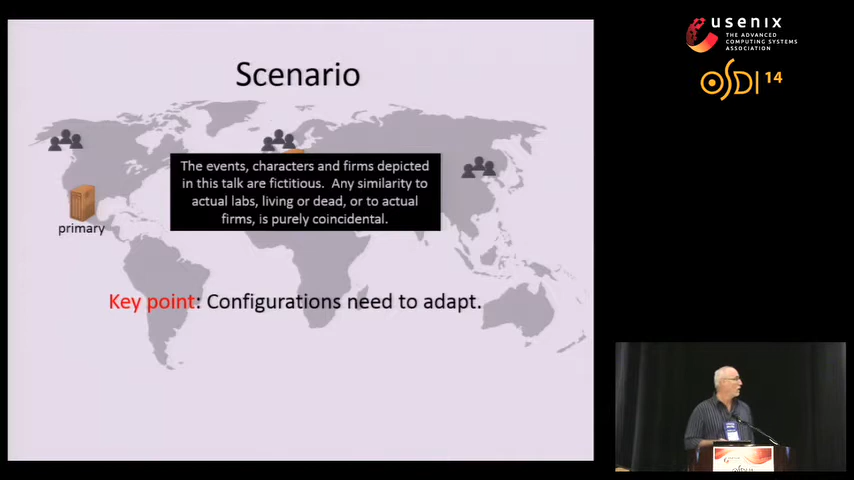 Scenario
The events, characters and firms depicted
in this talk are fictitious. Any similarity to
actual labs, living or dead, or to actual
firms, is purely coincidental.
primary
Key point: Configurations need to adapt.
usenix
THE ADVANCED
COMPUTING SYSTEMS
ASSOCIATION
OSDI 14